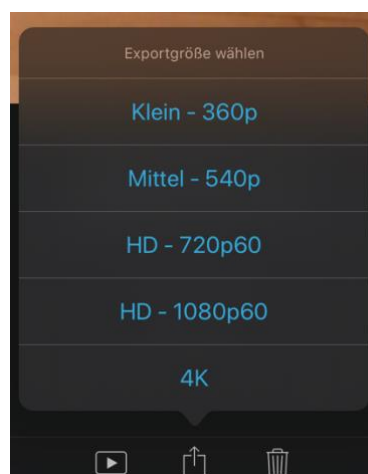 Exportgröße wählen
Klein - 360p
Mittel - 540p
HD - 720p60
HD - 1080p60
4K